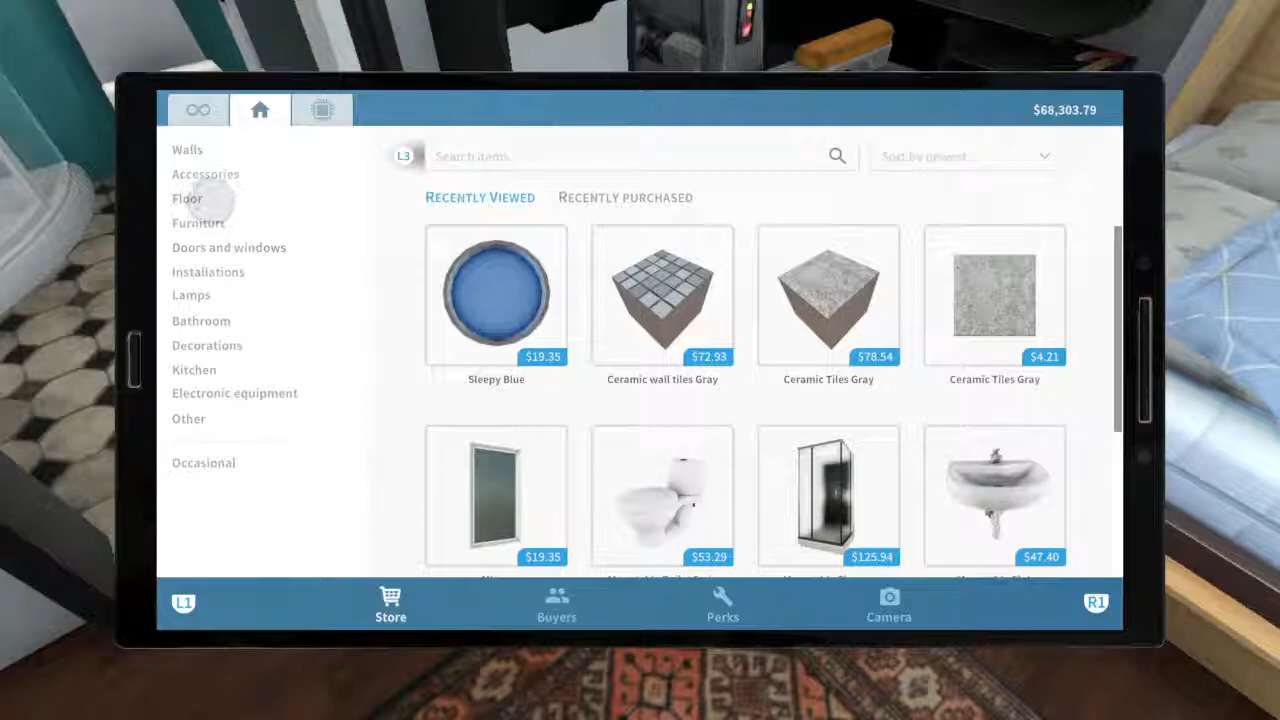 $68,303.79
Walls
Accessories
Floor
Furniture
Doors and windows
Installations
Lamps
Bathroom
Decorations
Kitchen
Electronic equipment
Other
Occasional
L3
Search items...
Sort by newest...
RECENTLY VIEWED RECENTLY PURCHASED
$19.35 $72.93 $78.54 $4.21
Sleepy Blue Ceramic wall tiles Gray Ceramic Tiles Gray Ceramic Tiles Gray
$19.35 $53.29 $125.94 $47.40
L1 Store Buyers Perks Camera R1